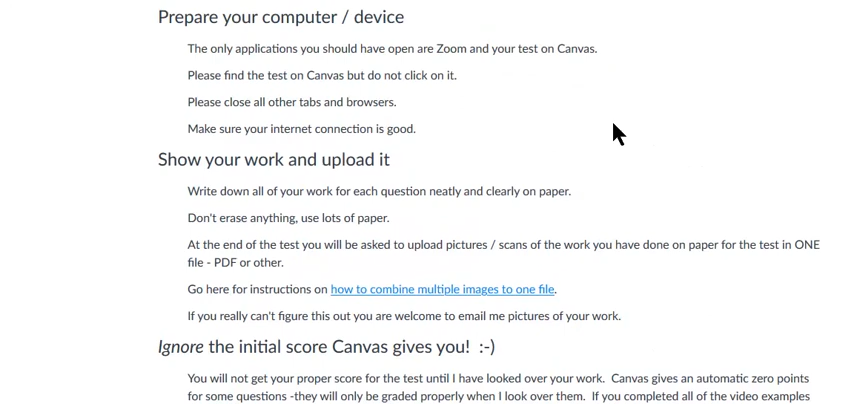 Prepare your computer / device
The only applications you should have open are Zoom and your test on Canvas.
Please find the test on Canvas but do not click on it.
Please close all other tabs and browsers.
Make sure your internet connection is good.
Show your work and upload it
Write down all of your work for each question neatly and clearly on paper.
Don't erase anything, use lots of paper.
At the end of the test you will be asked to upload pictures / scans of the work you have done on paper for the test in ONE
file - PDF or other.
Go here for instructions on how to combine multiple images to one file.
If you really can't figure this out you are welcome to email me pictures of your work.
Ignore the initial score Canvas gives you!  :-)
You will not get your proper score for the test until I have looked over your work.  Canvas gives an automatic zero points
for some questions -they will only be graded properly when I look over them.  If you completed all of the video examples